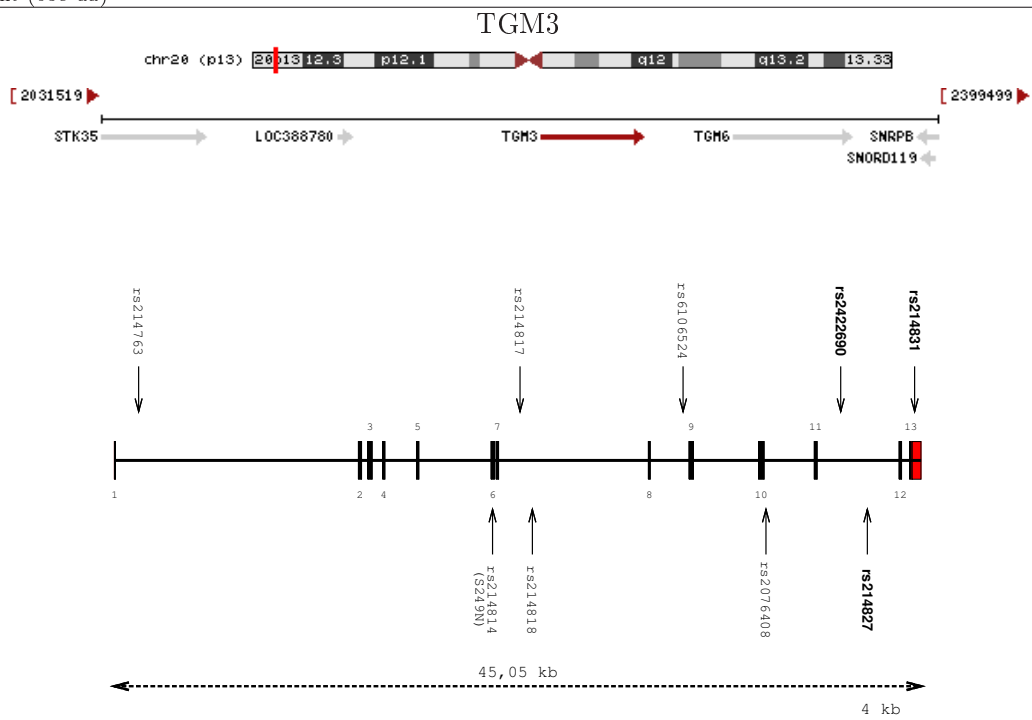 TGM3
chr20 (p13) 20p13 12.3 p12.1 q12 q13.2 13.33
[ 2031519 [ 2399499
STK35 LOC388780 TGM3 TGM6 SNRPB
SNORD119
rs214763 rs214817 rs6106524 rs2422690 rs214831
3 5 7 9 11 13
1 2 4 6 8 10 12
rs214814
(S249N)
rs214818 rs2076408 rs214827
45,05 kb
4 kb